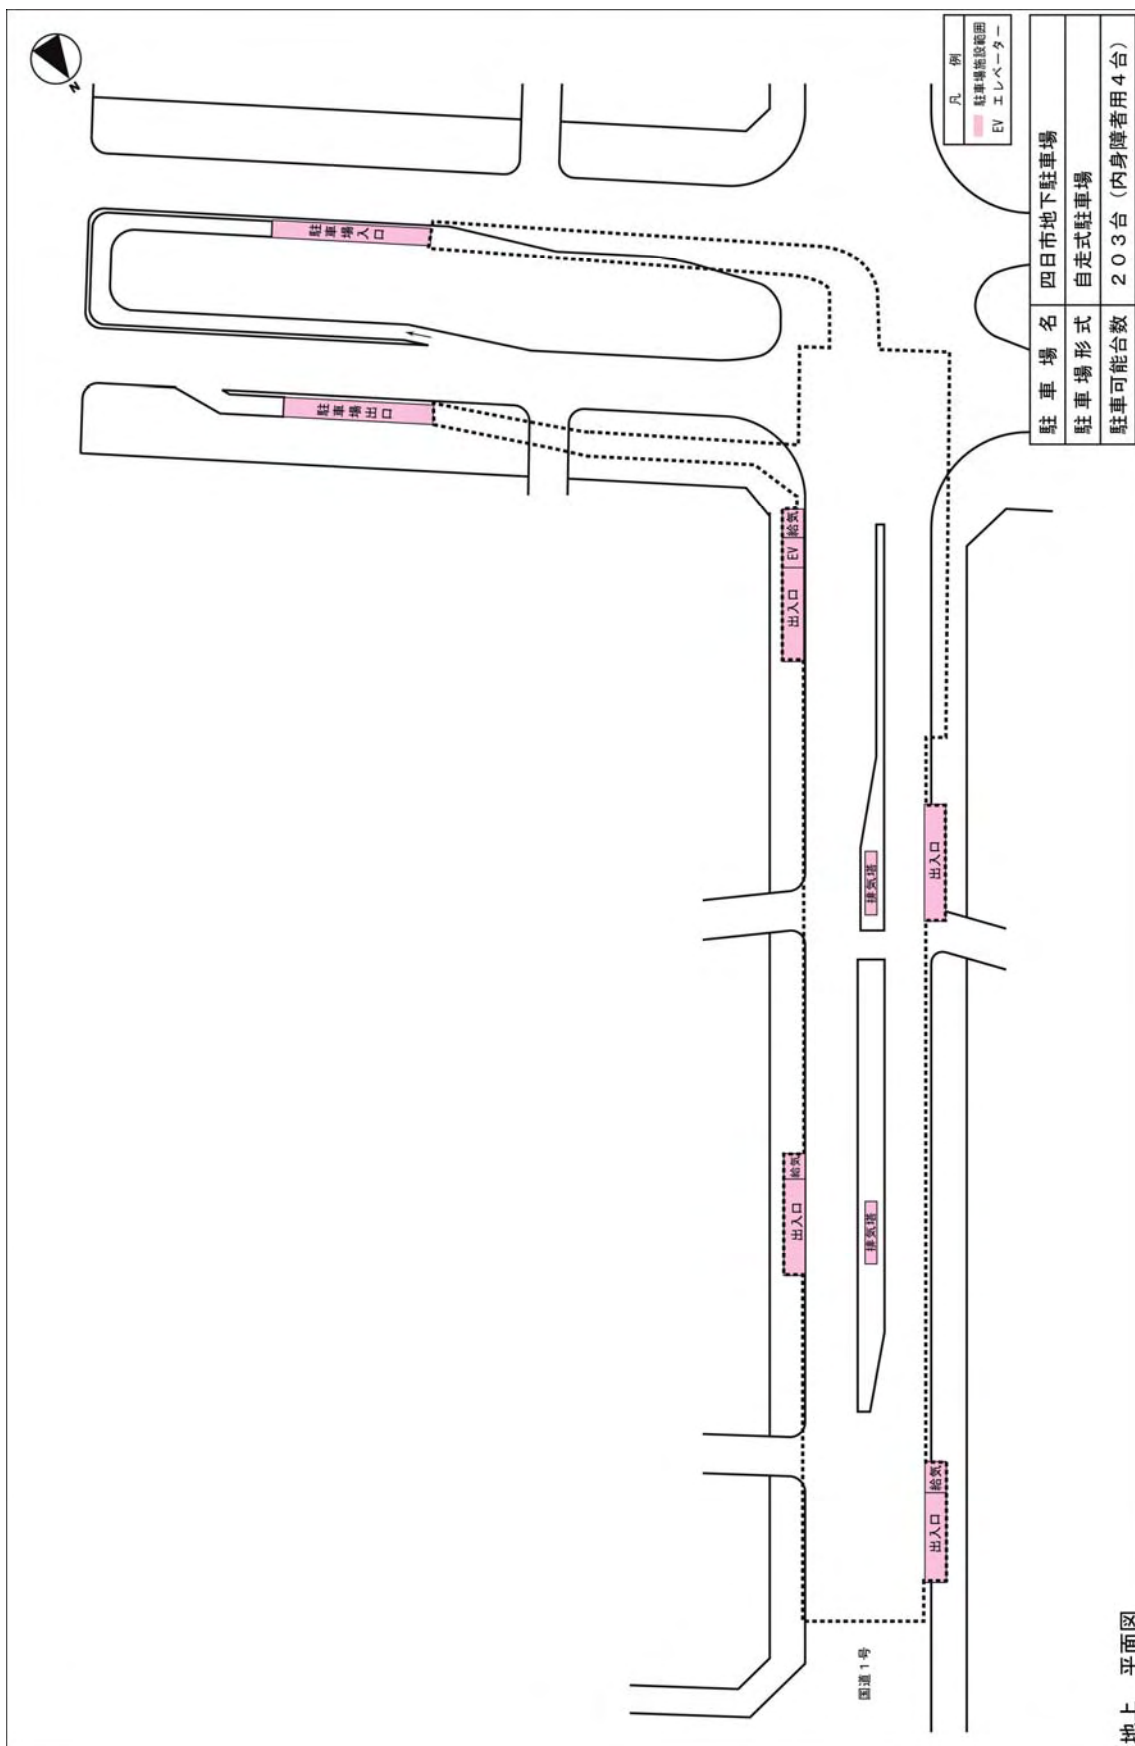 N
凡 例
駐車場施設範囲
EV エレベーター
駐車場名 四日市地下駐車場
駐車場形式 自走式駐車場
駐車可能台数 203台(内身障者用4台)
駐車場入口
駐車場出口
出入口 EV 給気
排気塔
出入口
出入口 給気
排気塔
出入口 給気
国道1号
地上 平面図